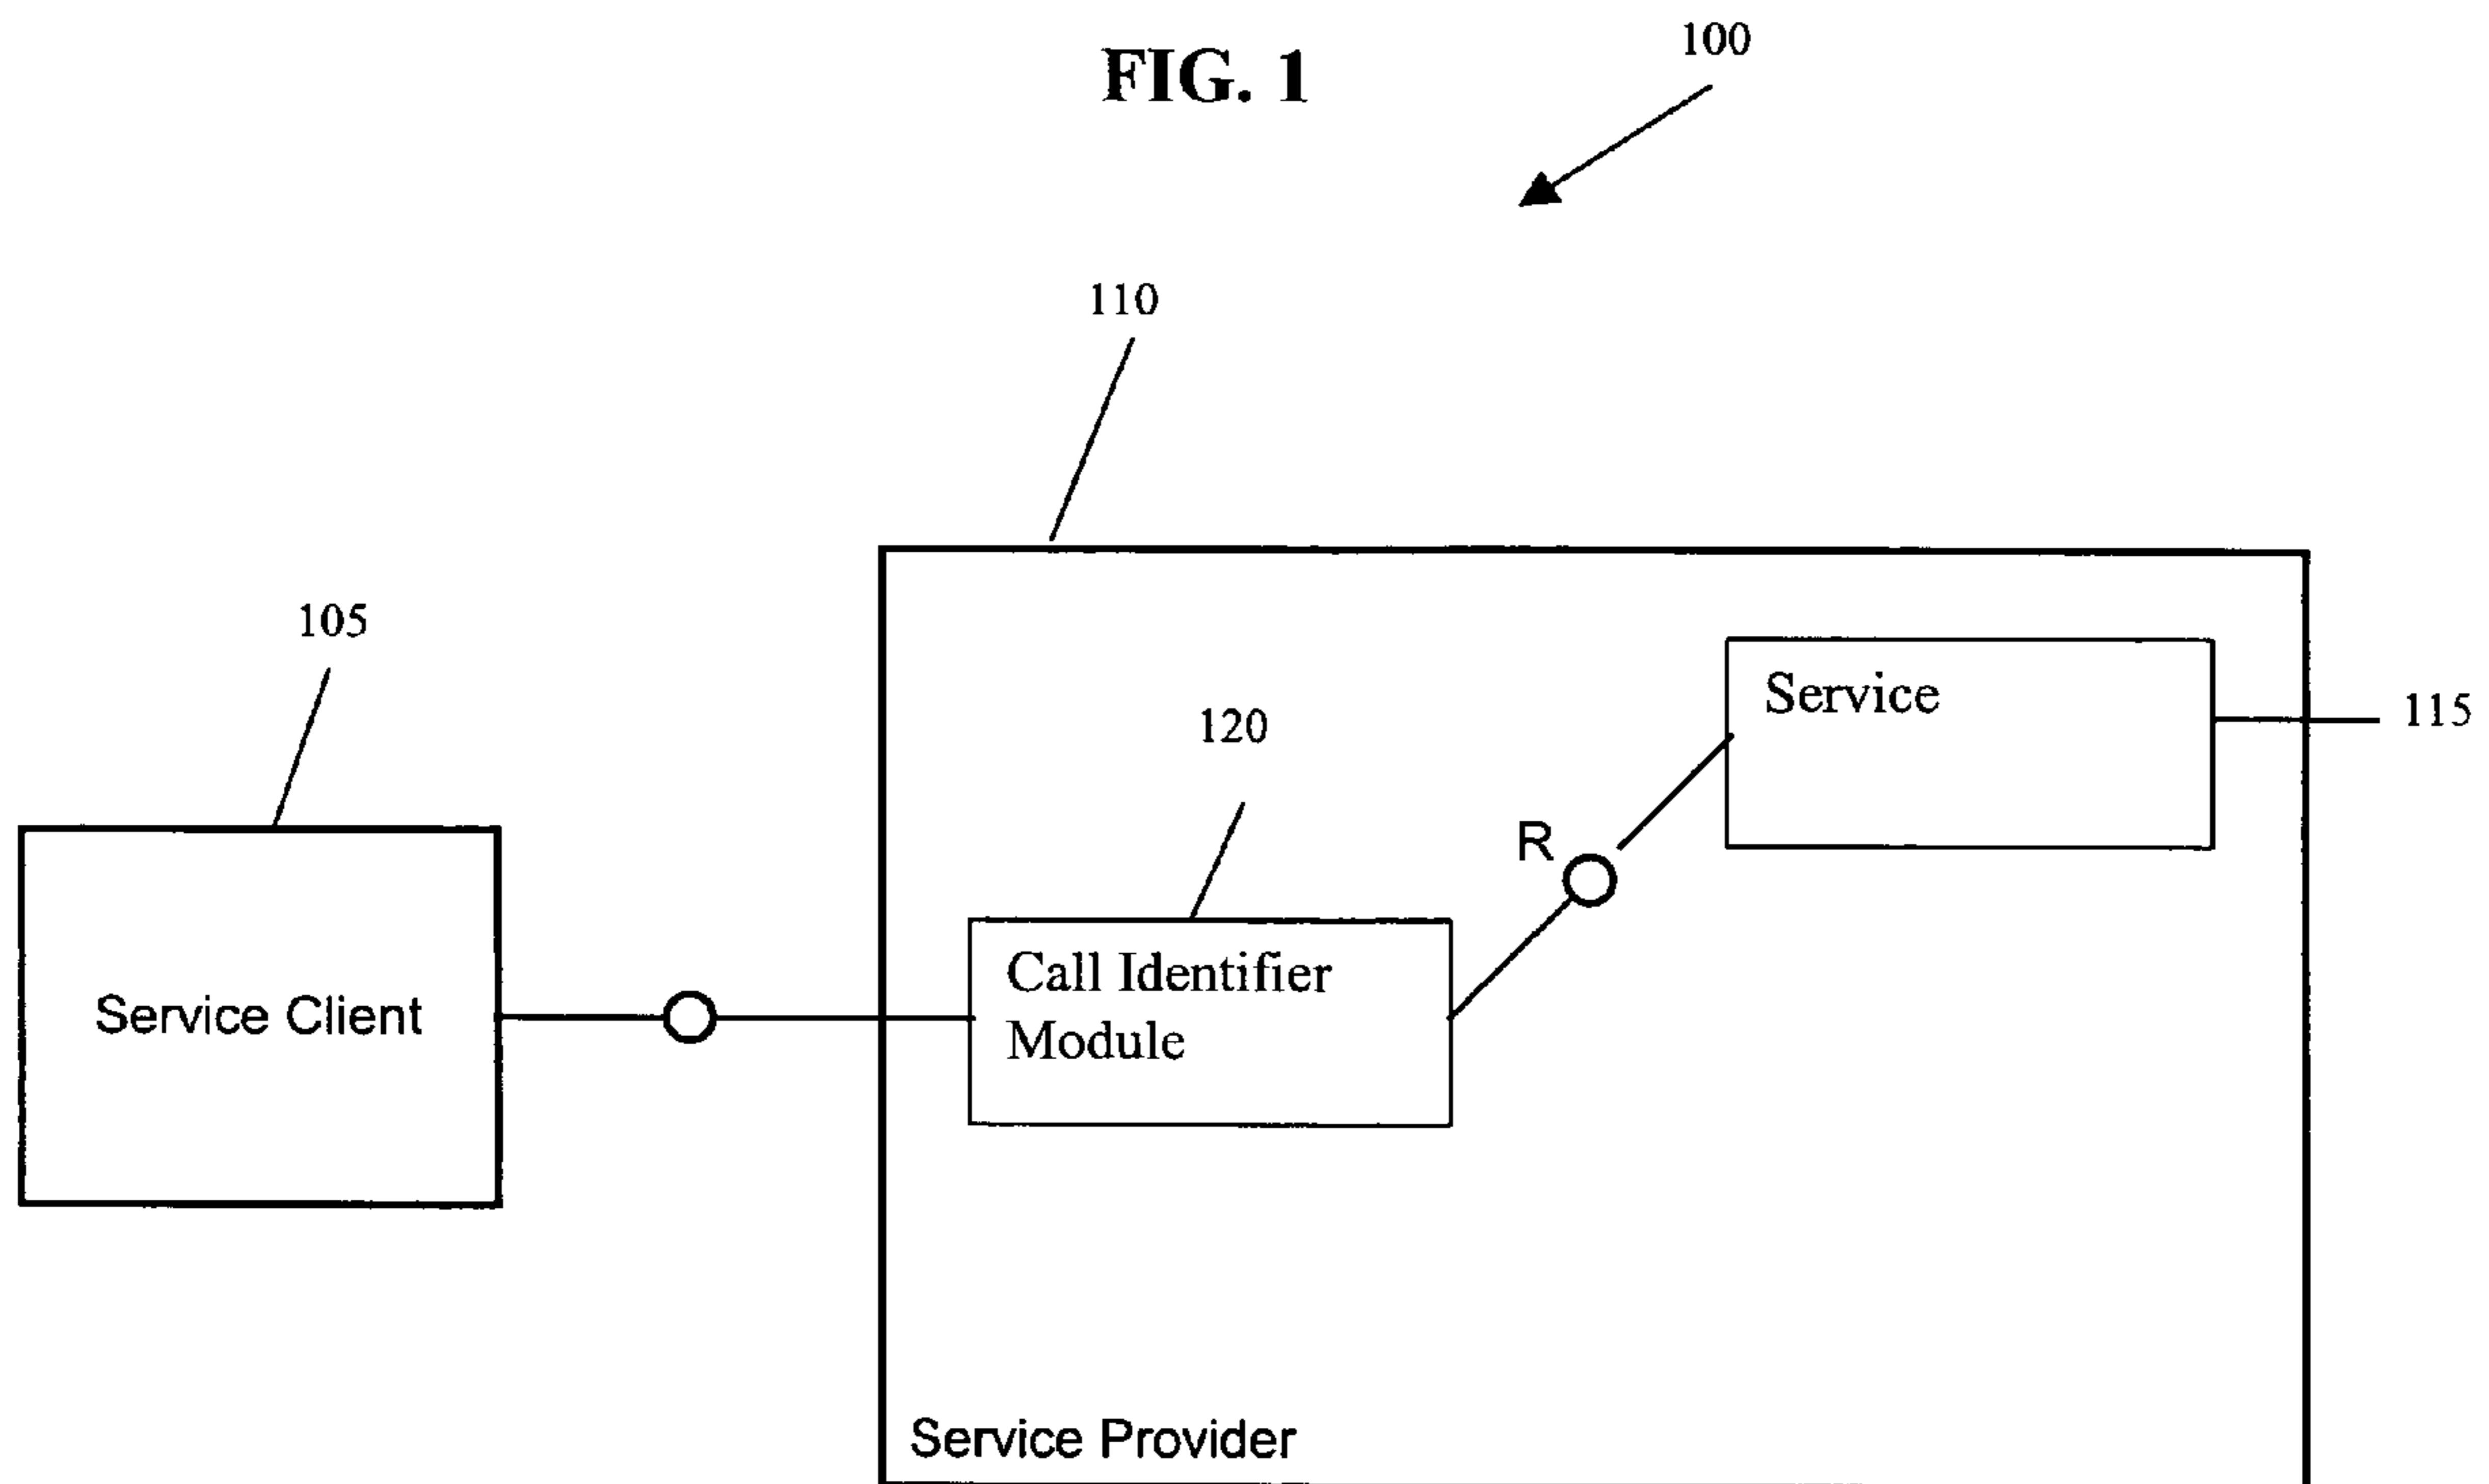 FIG. 1
100
110
105
Service
115
120
R
Call Identifier
Module
Service Client
Service Provider